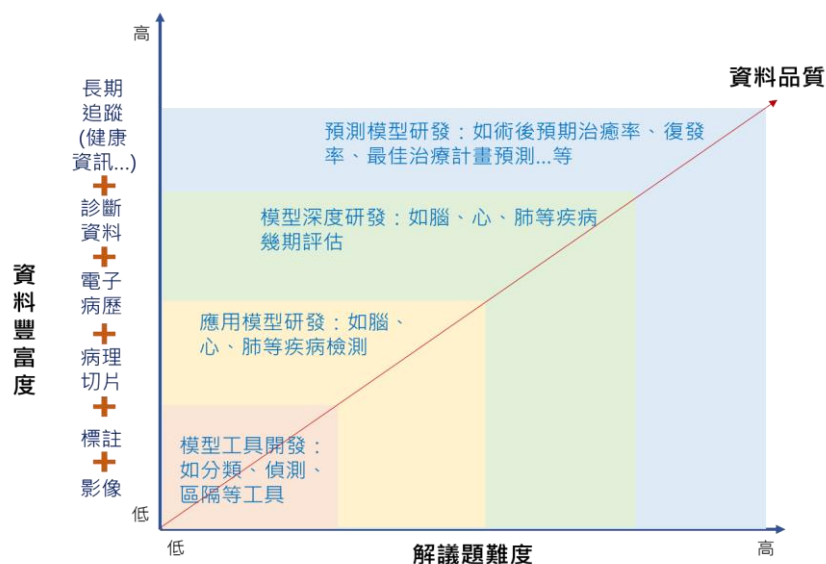 高
資料品質
長期
追蹤
(健康
資訊...)
診斷
資料
電子
病歷
病理
切片
標註
影像
資料豐富度
預測模型研發：如術後預期治癒率、復發
率、最佳治療計畫預測...等
模型深度研發：如腦、心、肺等疾病
幾期評估
應用模型研發：如腦、
心、肺等疾病檢測
模型工具開發：
如分類、偵測、
區隔等工具
低
低
解議題難度
高